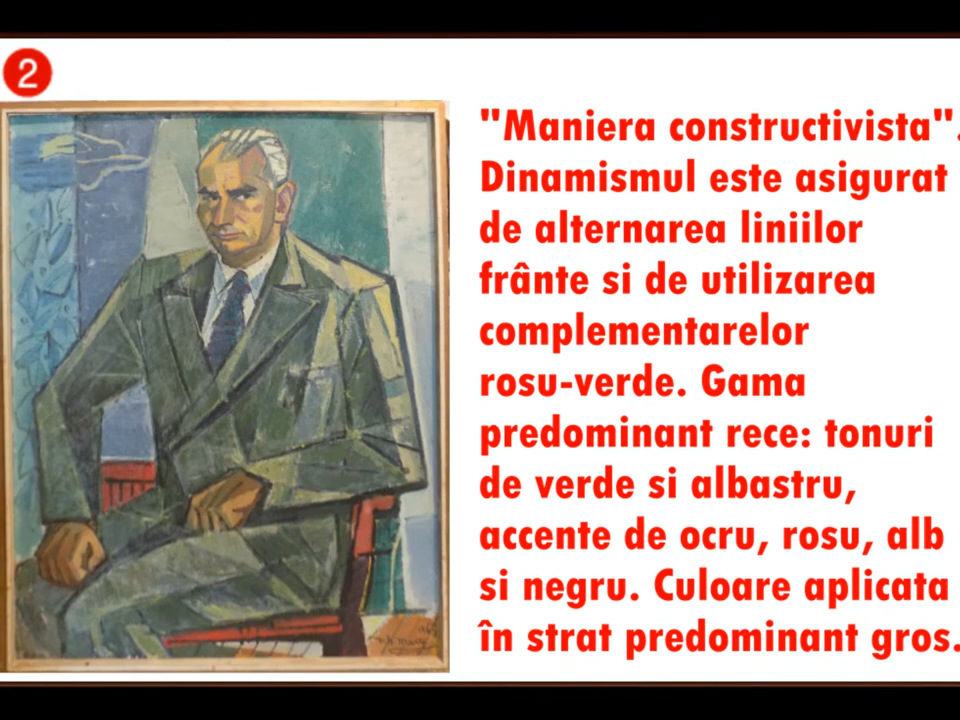 2
"Maniera constructivista".
Dinamismul este asigurat
de alternarea liniilor
frânte si de utilizarea
complementarelor
rosu-verde. Gama
predominant rece: tonuri
de verde si albastru,
accente de ocru, rosu, alb
si negru. Culoare aplicata
în strat predominant gros.